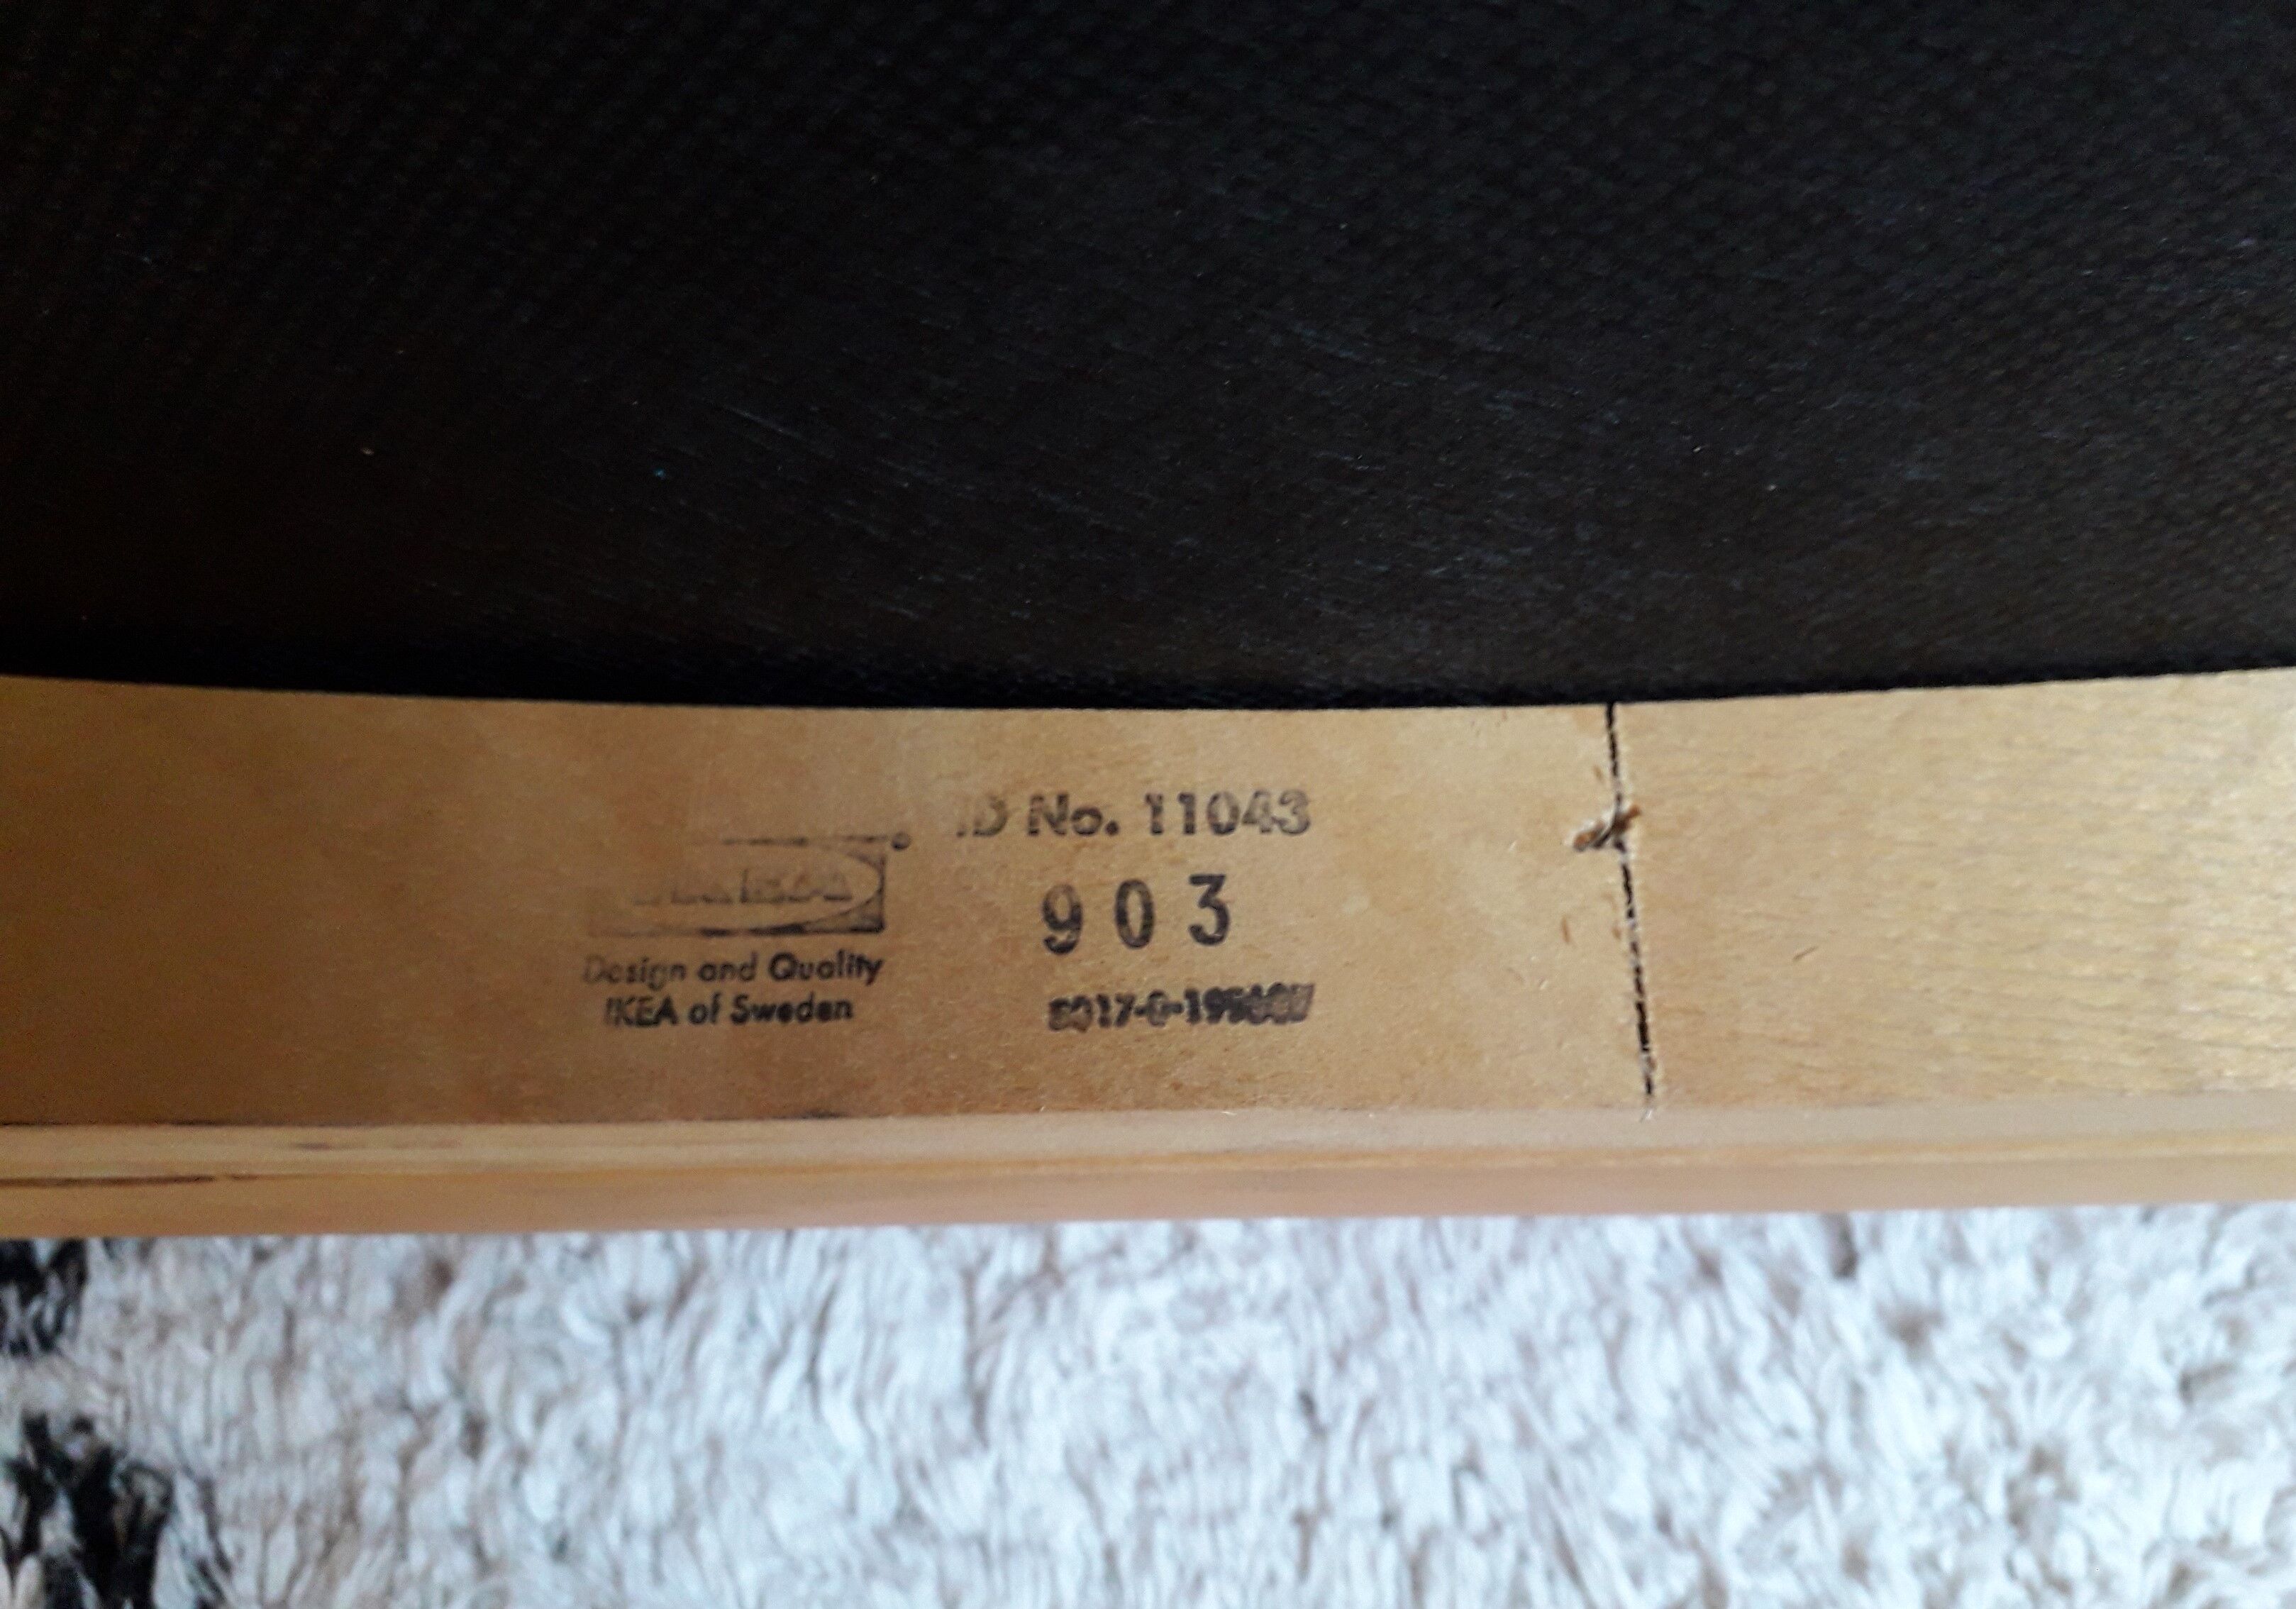 ID No. 11043
903
Design and Quality
IKEA of Sweden